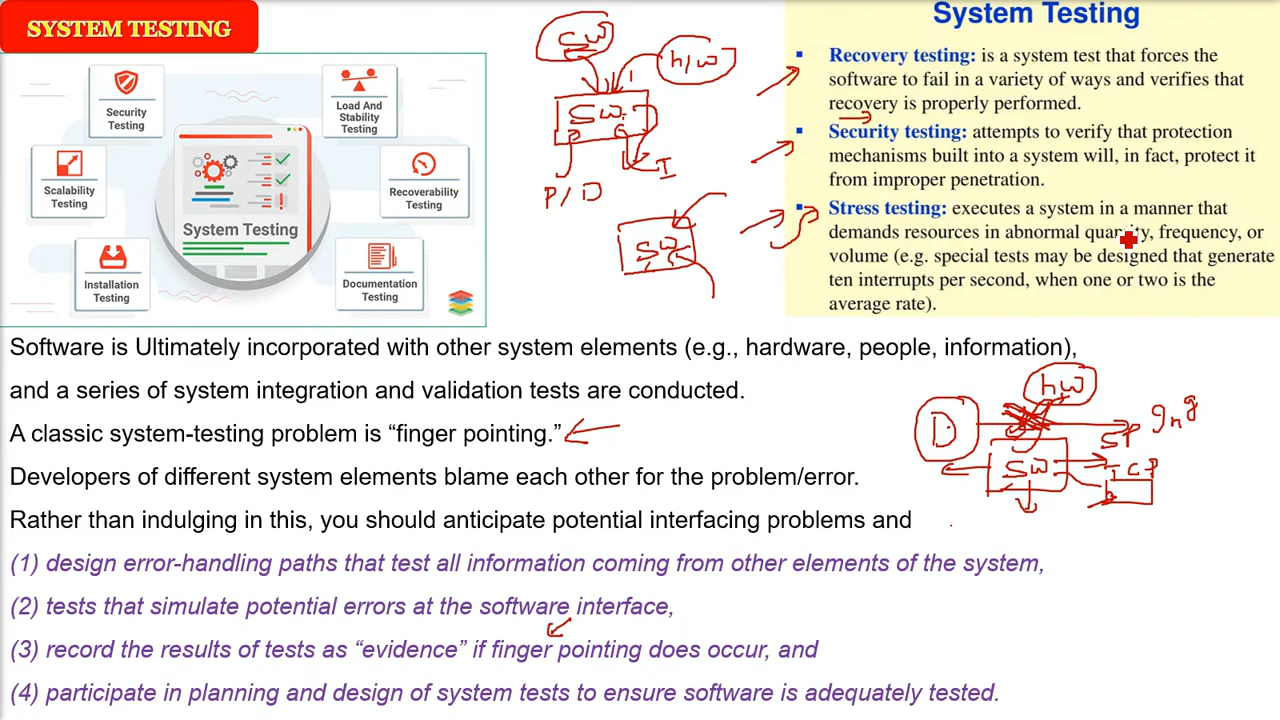 SYSTEM TESTING
Security
Testing
Load And
Stability
Testing
Scalability
Testing
Recoverability
Testing
System Testing
Installation
Testing
Documentation
Testing
SW
h/w
SW
P / D
I
SW
System Testing
Recovery testing: is a system test that forces the
software to fail in a variety of ways and verifies that
recovery is properly performed.
Security testing: attempts to verify that protection
mechanisms built into a system will, in fact, protect it
from improper penetration.
Stress testing: executes a system in a manner that
demands resources in abnormal quantity, frequency, or
volume (e.g. special tests may be designed that generate
ten interrupts per second, when one or two is the
average rate).
Software is Ultimately incorporated with other system elements (e.g., hardware, people, information),
and a series of system integration and validation tests are conducted.
A classic system-testing problem is “finger pointing.”
Developers of different system elements blame each other for the problem/error.
Rather than indulging in this, you should anticipate potential interfacing problems and
hw
D
SW
(1) design error-handling paths that test all information coming from other elements of the system,
(2) tests that simulate potential errors at the software interface,
(3) record the results of tests as “evidence” if finger pointing does occur, and
(4) participate in planning and design of system tests to ensure software is adequately tested.